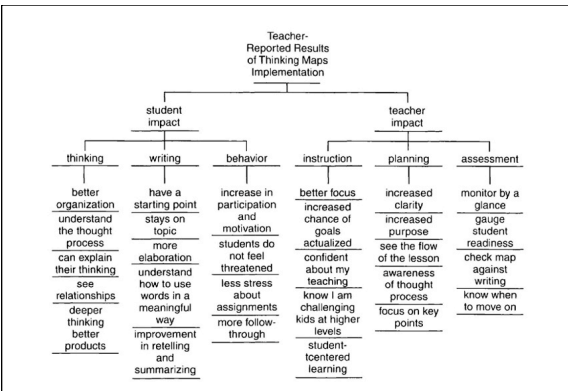 Teacher-
Reported Results
of Thinking Maps
Implementation
student
impact
teacher
impact
thinking
writing
behavior
instruction
planning
assessment
better
organization
understand
the thought
process
can explain
their thinking
see
relationships
deeper
thinking
better
products
have a
starting point
stays on
topic
more
elaboration
understand
how to use
words in a
meaningful
way
improvement
in retelling
and
summarizing
increase in
participation
and
motivation
students do
not feel
threatened
less stress
about
assignments
more follow-
through
better focus
increased
chance of
goals
actualized
confident
about my
teaching
know I am
challenging
kids at higher
levels
student-
tcentered
learning
increased
clarity
increased
purpose
see the flow
of the lesson
awareness
of thought
process
focus on key
points
monitor by a
glance
gauge
student
readiness
check map
against
writing
know when
to move on